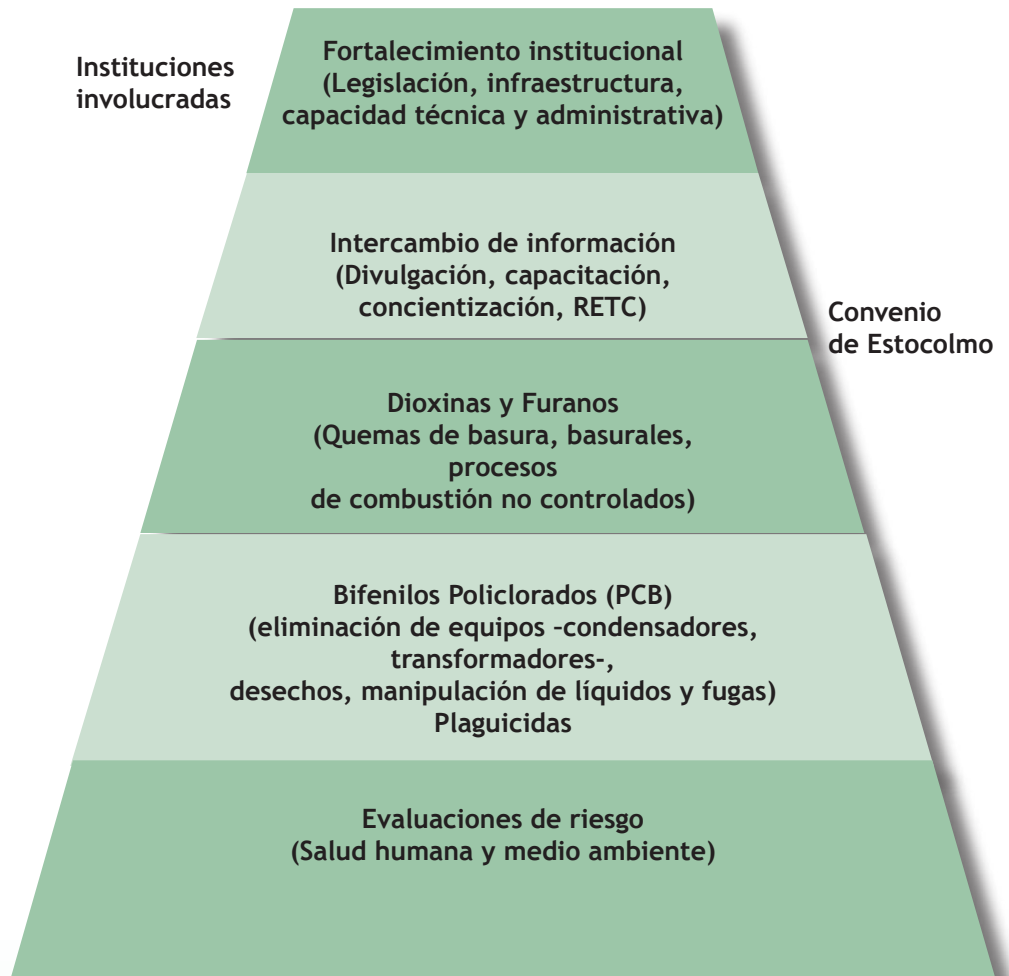 Instituciones
involucradas
Fortalecimiento institucional
(Legislación, infraestructura,
capacidad técnica y administrativa)
Intercambio de información
(Divulgación, capacitación,
concientización, RETC)
Convenio
de Estocolmo
Dioxinas y Furanos
(Quemas de basura, basurales,
procesos
de combustión no controlados)
Bifenilos Policlorados (PCB)
(eliminación de equipos –condensadores,
transformadores-,
desechos, manipulación de líquidos y fugas)
Plaguicidas
Evaluaciones de riesgo
(Salud humana y medio ambiente)